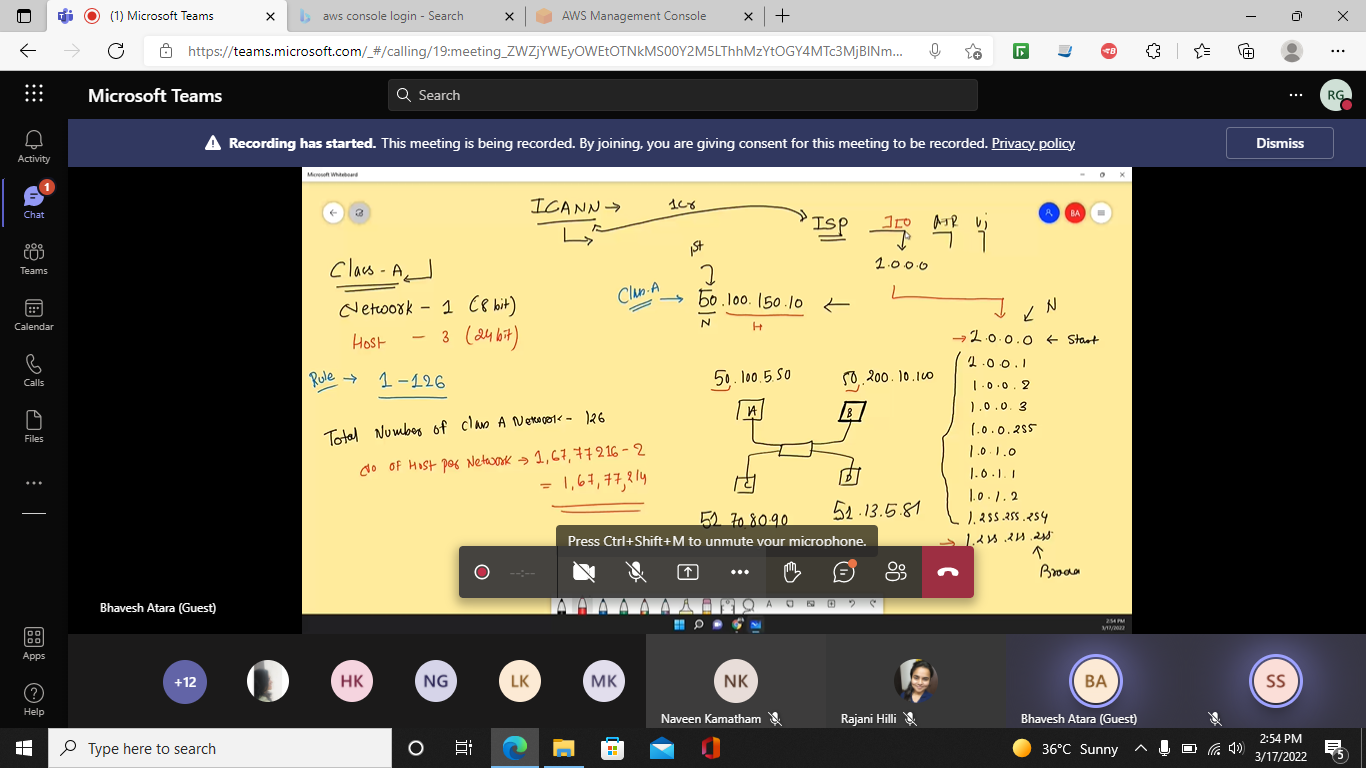 (1) Microsoft Teams
aws console login - Search
AWS Management Console
https://teams.microsoft.com/_#/calling/19:meeting_ZWZjYWEyOWEtOTNkMS00Y2M5LThhMzYtOGY4MTc3MjBlNm...
Microsoft Teams
Search
RG
Recording has started. This meeting is being recorded. By joining, you are giving consent for this meeting to be recorded. Privacy policy
Dismiss
Activity
1
Chat
Teams
Calendar
Calls
Files
Apps
Help
Microsoft Whiteboard
BA
ICANN → 1Cr
ISP JIO AIR Vj
1.0.0.0
Class-A
Network - 1 (8 bit)
Host - 3 (24 bit)
Rule → 1-126
Total Number of Class A Network - 126
No of Host per Network → 1,67,77216-2
= 1,67,77,214
1st
Class-A → 50.100.150.10 ←
N H
50.100.5.50 50.200.10.100
A B
C D
51.70.80.90 51.13.5.81
N
→ 1.0.0.0 ← Start
1.0.0.1
1.0.0.2
1.0.0.3
1.0.0.255
1.0.1.0
1.0.1.1
1.0.1.2
1.255.255.254
→ 1.255.255.255
Broad
Press Ctrl+Shift+M to unmute your microphone.
--:--
Bhavesh Atara (Guest)
2:54 PM
3/17/2022
+12
HK
NG
LK
MK
NK
Naveen Kamatham
Rajani Hilli
BA
Bhavesh Atara (Guest)
SS
Type here to search
36°C Sunny
2:54 PM
3/17/2022
5